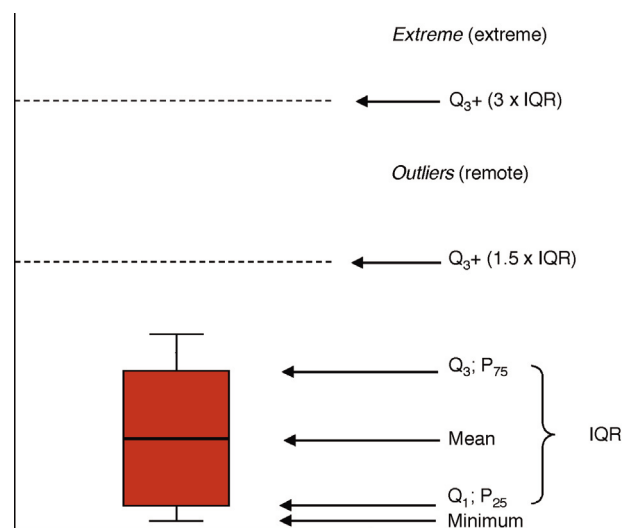 Extreme (extreme)
Q₃+ (3 x IQR)
Outliers (remote)
Q₃+ (1.5 x IQR)
Q₃; P₇₅
IQR
Mean
Q₁; P₂₅
Minimum